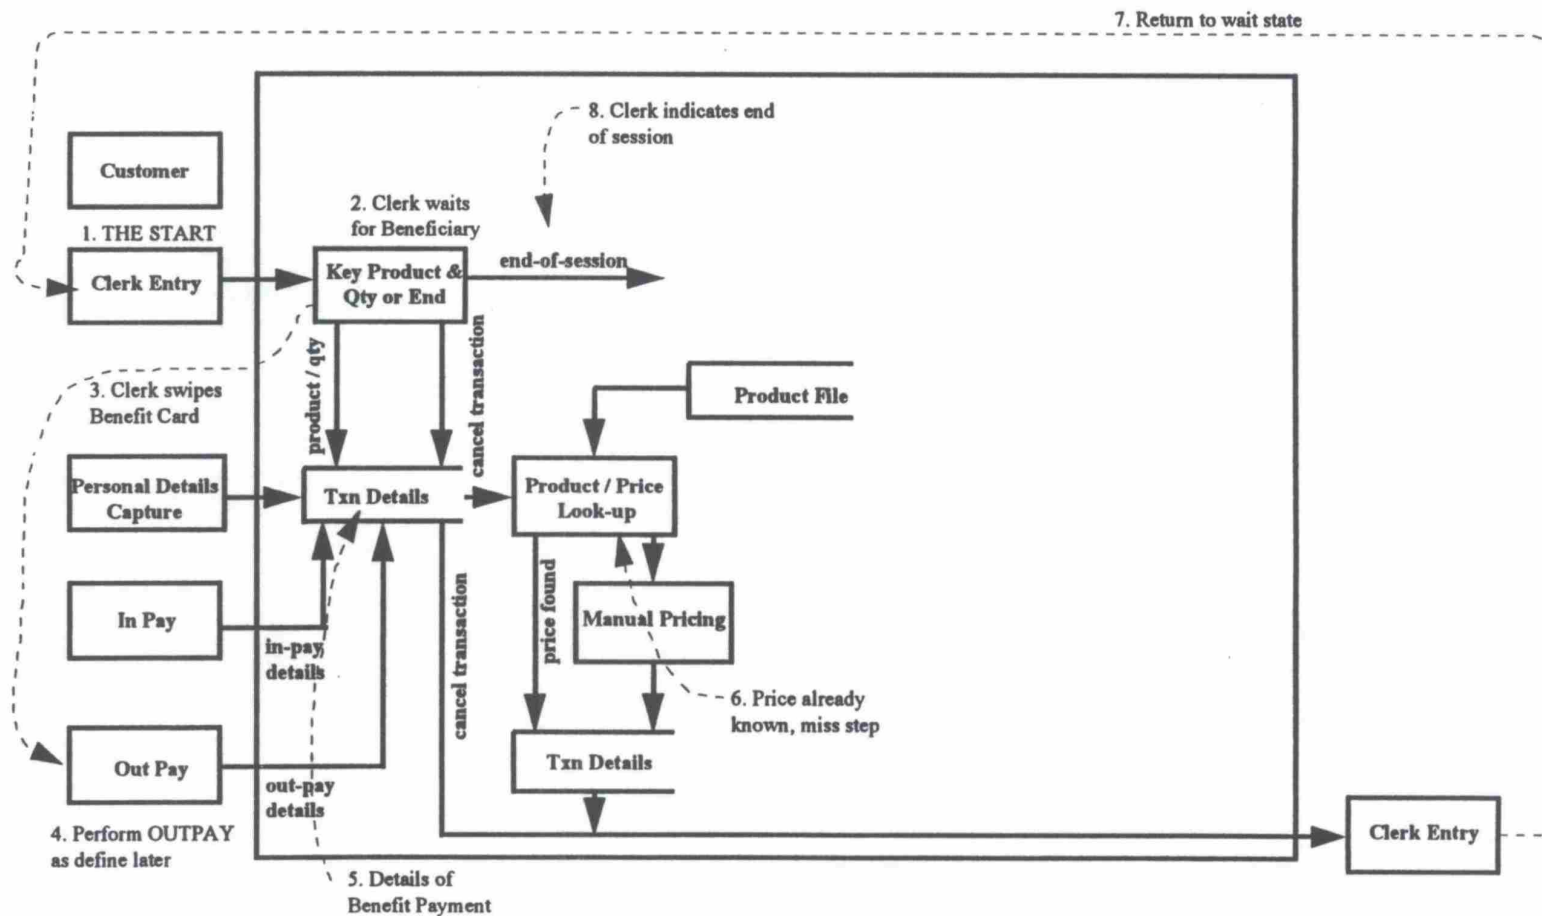 7. Return to wait state
8. Clerk indicates end
of session
Customer
2. Clerk waits
for Beneficiary
1. THE START
Clerk Entry
Key Product &
Qty or End
end-of-session
product / qty
cancel transaction
3. Clerk swipes
Benefit Card
Product File
Personal Details
Capture
Txn Details
Product / Price
Look-up
In Pay
in-pay
details
cancel transaction
price found
Manual Pricing
6. Price already
known, miss step
Out Pay
out-pay
details
Txn Details
4. Perform OUTPAY
as define later
Clerk Entry
5. Details of
Benefit Payment